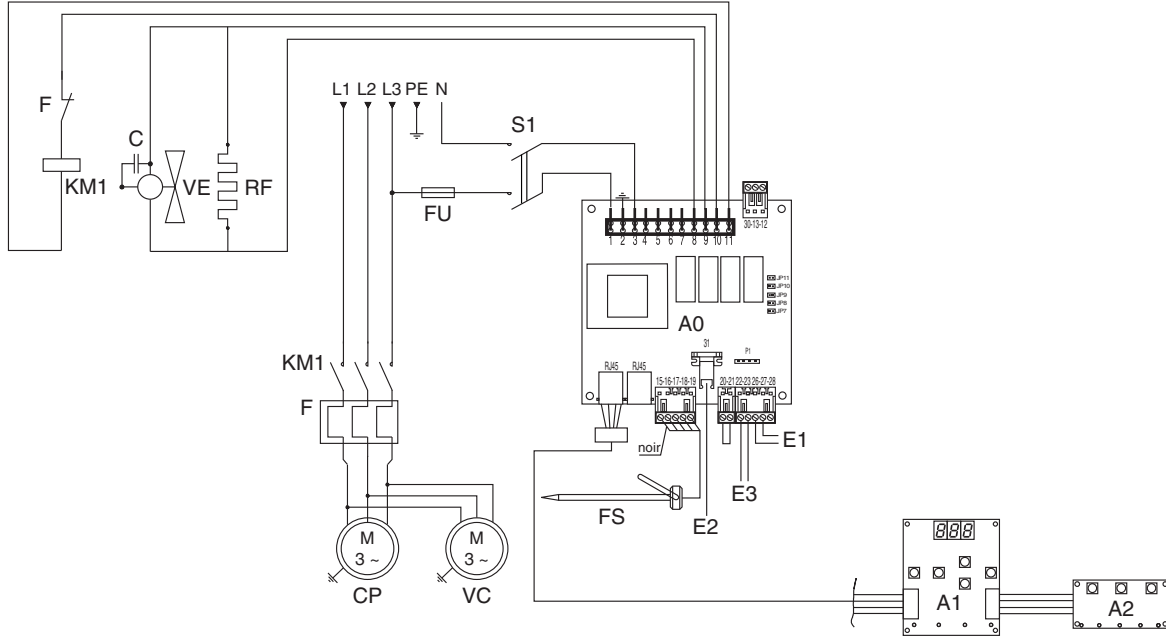 L1 L2 L3 PE N
F
S1
C
KM1
VE
RF
FU
30-13-12
1 2 3 4 5 6 7 8 9 10 11
JP11
JP10
JP9
JP8
JP7
A0
31
P1
KM1
RJ45 RJ45
15-16-17-18-19
20-21 22-23 26-27-28
F
noir
E1
E3
FS
E2
M
3 ~
M
3 ~
888
CP
VC
A1
A2